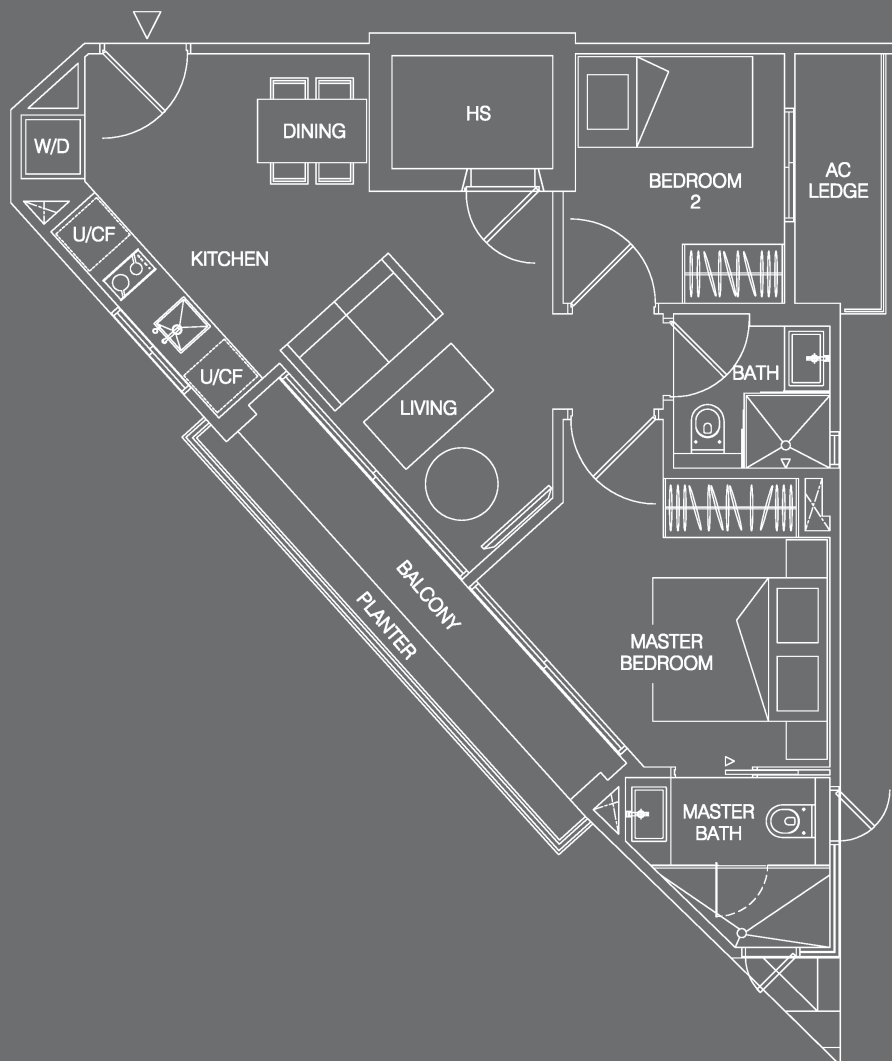 DINING
HS
W/D
BEDROOM
2
AC
LEDGE
U/CF
KITCHEN
U/CF
LIVING
BATH
BALCONY
PLANTER
MASTER
BEDROOM
MASTER
BATH